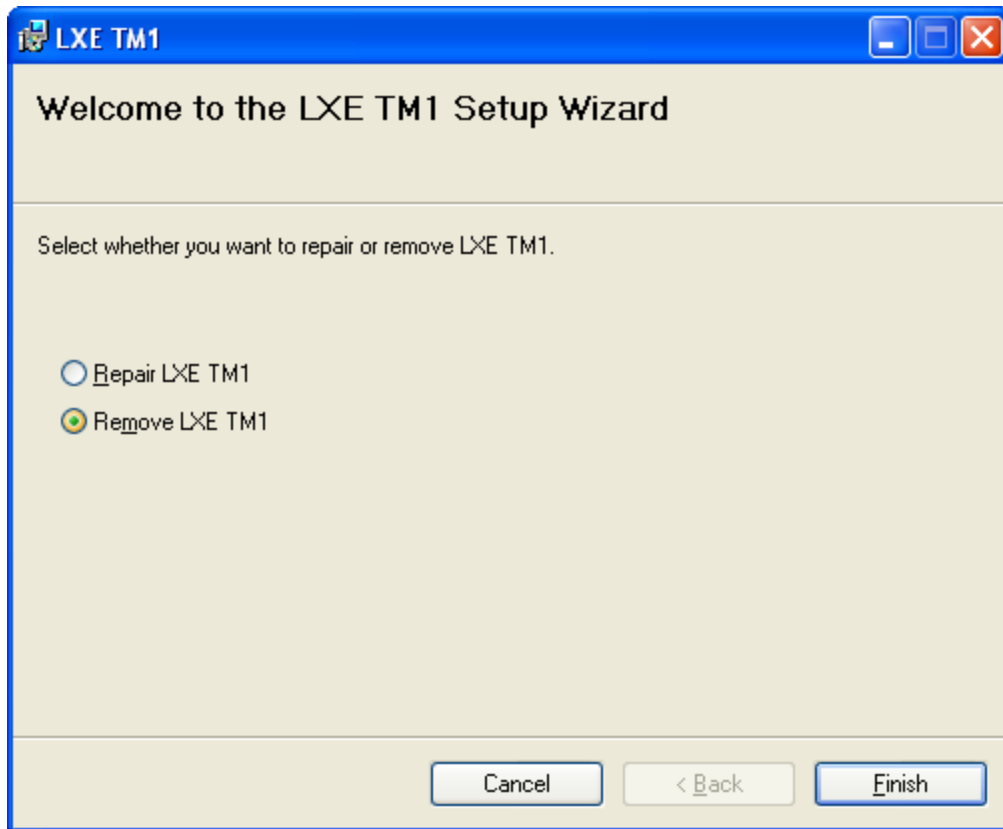 LXE TM1
Welcome to the LXE TM1 Setup Wizard
Select whether you want to repair or remove LXE TM1.
Repair LXE TM1
Remove LXE TM1
Cancel
< Back
Finish